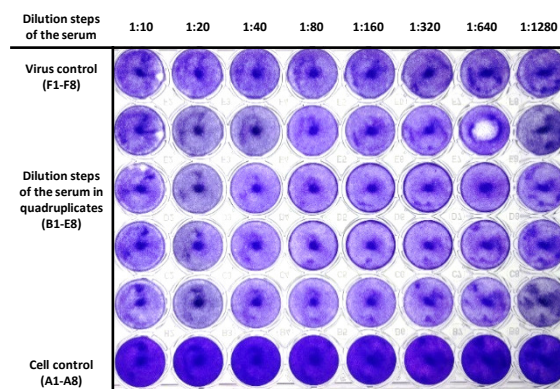 Dilution steps
of the serum
1:10 1:20 1:40 1:80 1:160 1:320 1:640 1:1280
Virus control
(F1-F8)
Dilution steps
of the serum in
quadruplicates
(B1-E8)
Cell control
(A1-A8)